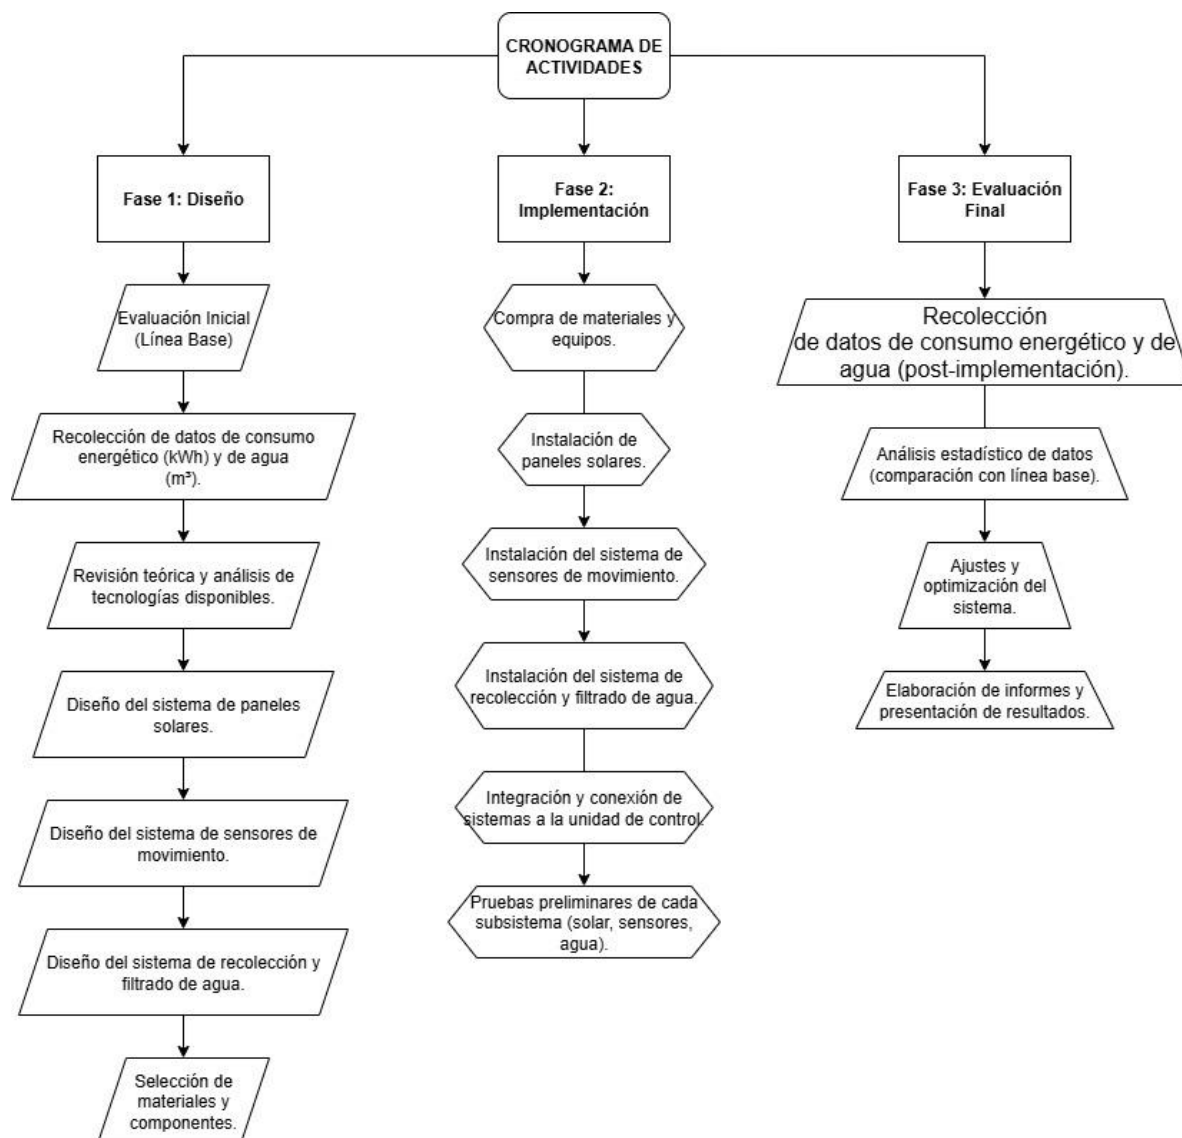 CRONOGRAMA DE
ACTIVIDADES
Fase 1: Diseño
Evaluación Inicial
(Línea Base)
Recolección de datos de consumo
energético (kWh) y de agua
(m³).
Revisión teórica y análisis de
tecnologías disponibles.
Diseño del sistema de paneles
solares.
Diseño del sistema de sensores de
movimiento.
Diseño del sistema de recolección y
filtrado de agua.
Selección de
materiales y
componentes.
Fase 2:
Implementación
Compra de materiales y
equipos.
Instalación de
paneles solares.
Instalación del sistema de
sensores de movimiento.
Instalación del sistema de
recolección y filtrado de agua.
Integración y conexión de
sistemas a la unidad de control.
Pruebas preliminares de cada
subsistema (solar, sensores,
agua).
Fase 3: Evaluación
Final
Recolección
de datos de consumo energético y de
agua (post-implementación).
Análisis estadístico de datos
(comparación con línea base).
Ajustes y
optimización del
sistema.
Elaboración de informes y
presentación de resultados.